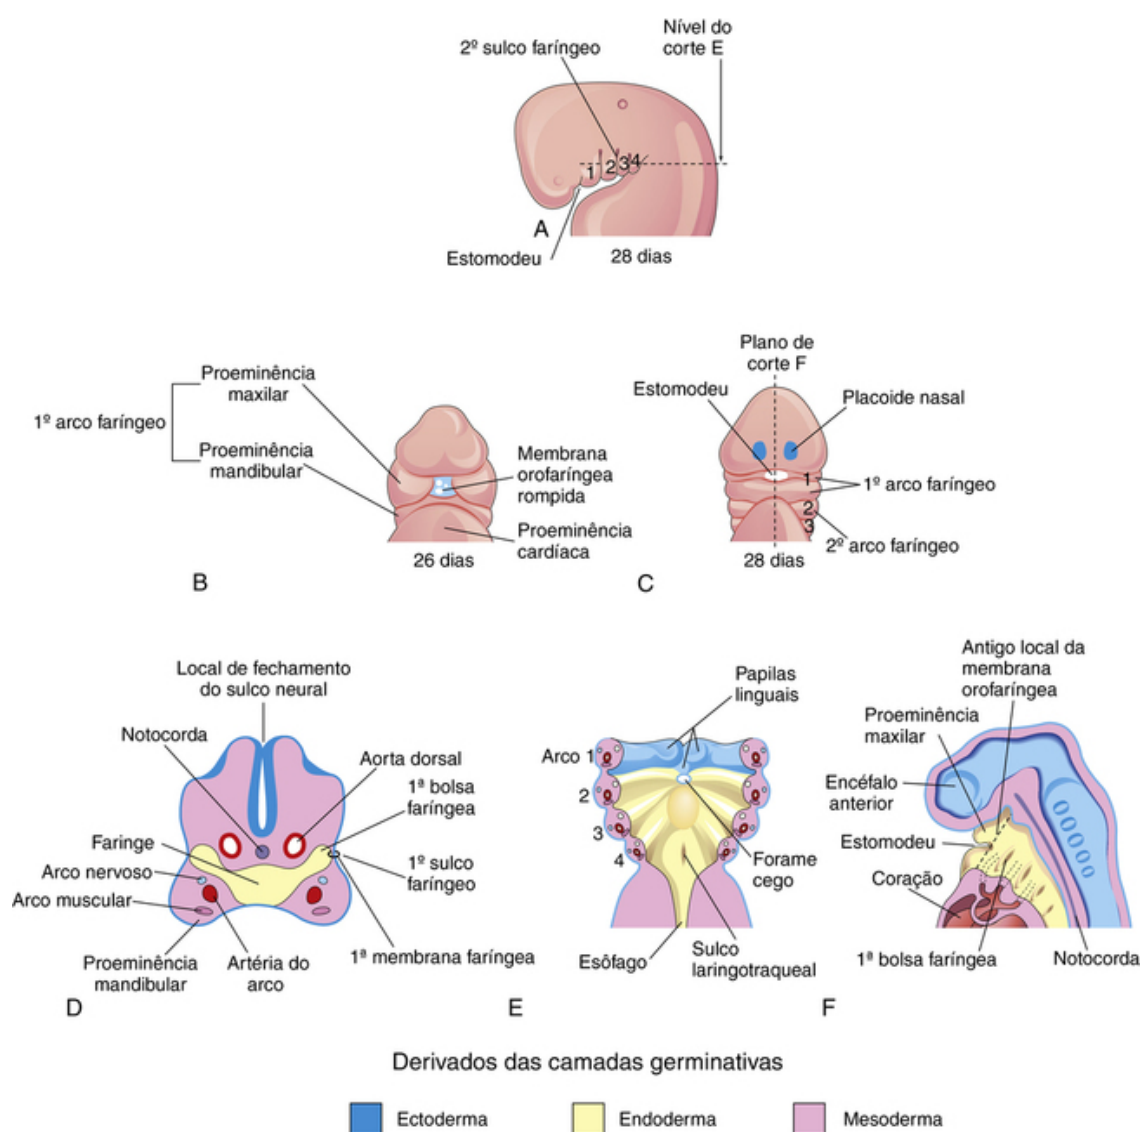 2º sulco faríngeo
Nível do
corte E
1
2
3
4
A
Estomodeu
28 dias
1º arco faríngeo
Proeminência
maxilar
Proeminência
mandibular
Membrana
orofaríngea
rompida
Proeminência
cardíaca
26 dias
B
Plano de
corte F
Estomodeu
Placoide nasal
1
1º arco faríngeo
2
3
2º arco faríngeo
28 dias
C
Local de fechamento
do sulco neural
Notocorda
Aorta dorsal
1ª bolsa
faríngea
Faringe
1º sulco
faríngeo
Arco nervoso
Arco muscular
Proeminência
mandibular
Artéria do
arco
1ª membrana faríngea
D
Papilas
linguais
Arco 1
2
3
4
Forame
cego
Esôfago
Sulco
laringotraqueal
E
Antigo local da
membrana
orofaríngea
Proeminência
maxilar
Encéfalo
anterior
Estomodeu
Coração
1ª bolsa faríngea
Notocorda
F
Derivados das camadas germinativas
Ectoderma
Endoderma
Mesoderma